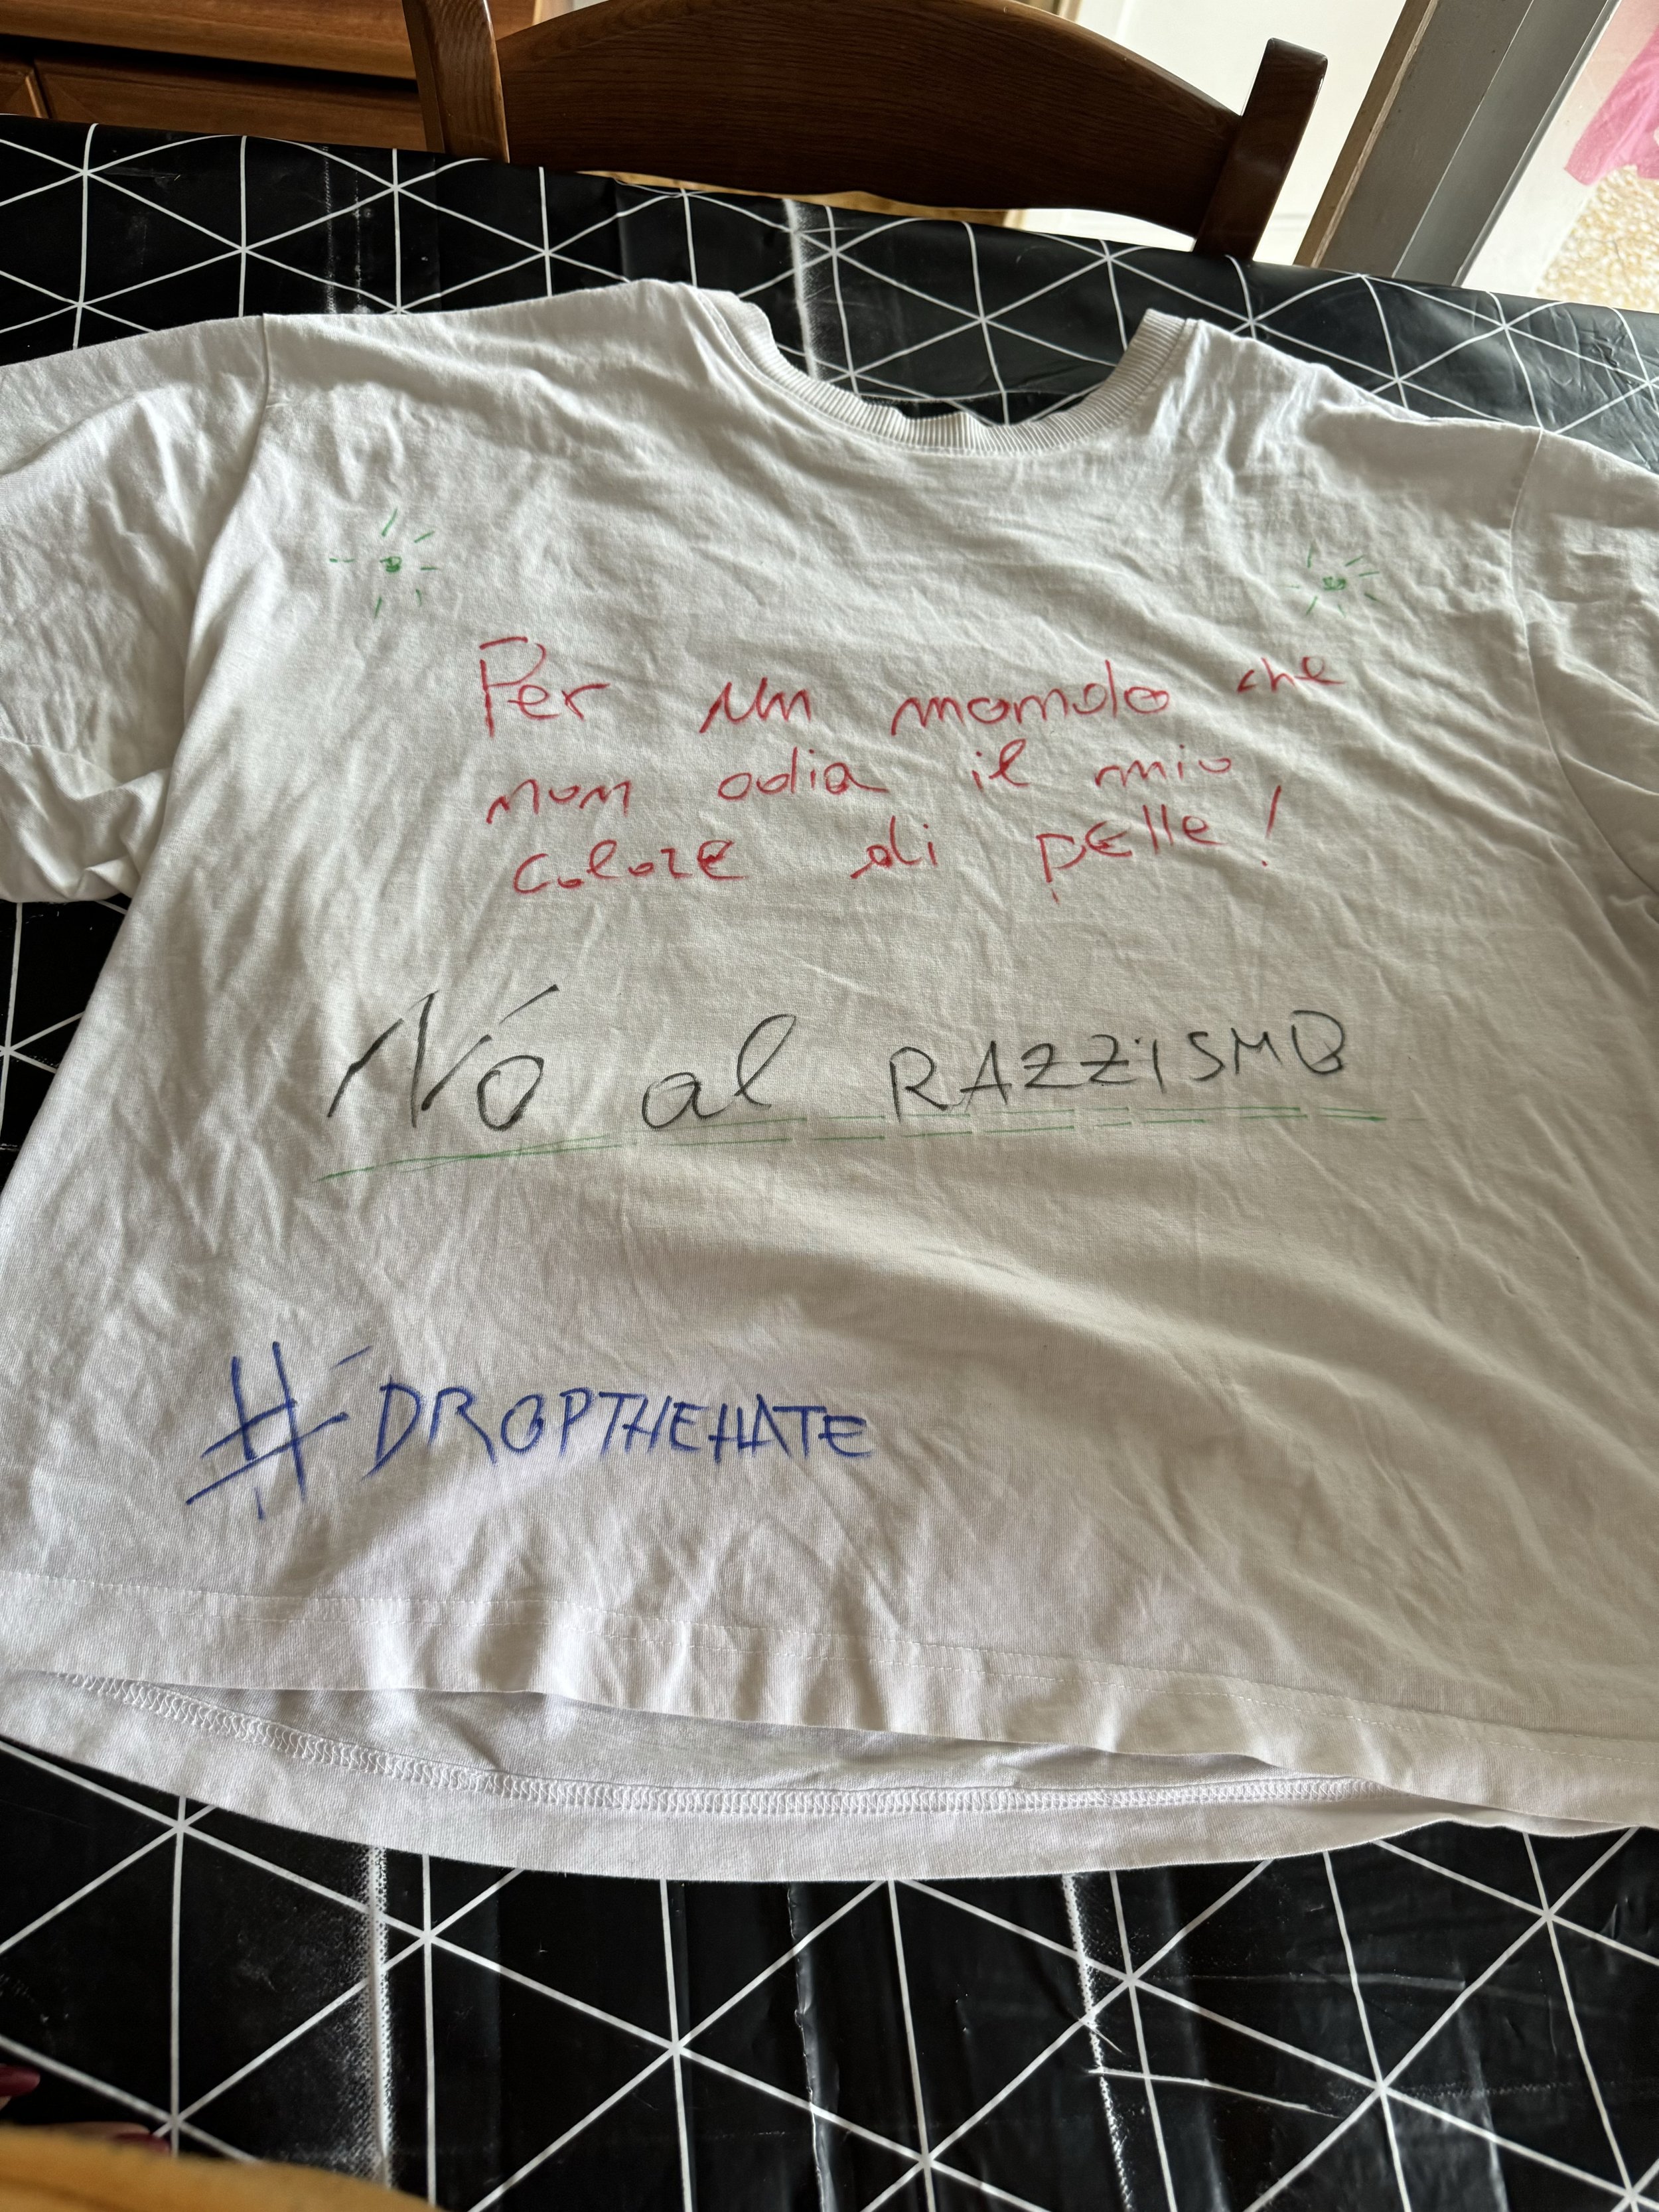 Per un mondo che
non odia il mio
colore di pelle!
Nó al RAZZISMO
#DROPTHEHATE